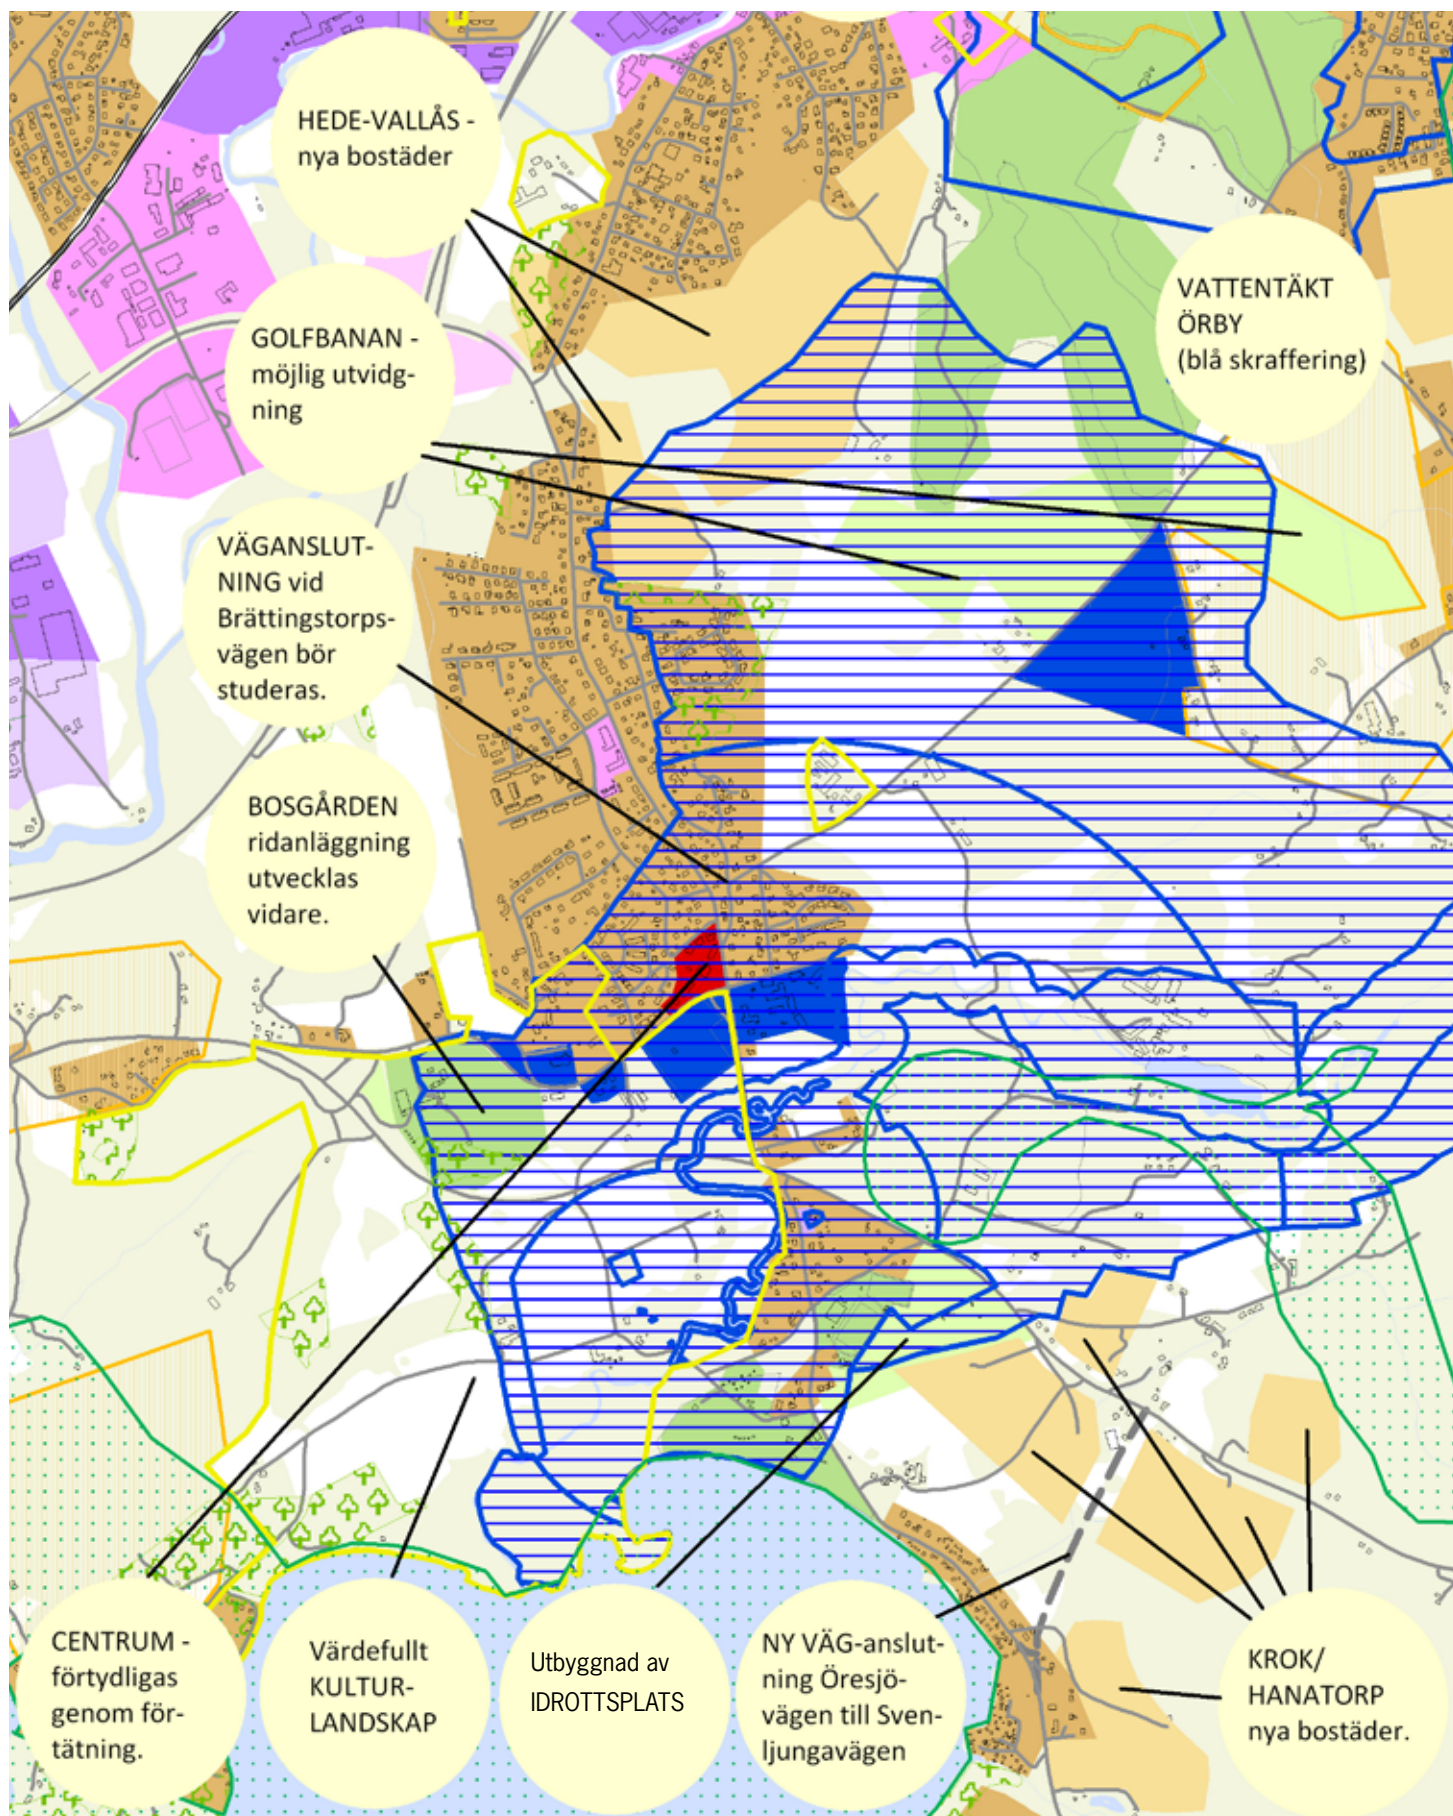 HEDE-VALLÅS -
nya bostäder
GOLFBANAN -
möjlig utvidg-
ning
VATTENTÄKT
ÖRBY
(blå skraffering)
VÄGANSLUT-
NING vid
Brättingstorps-
vägen bör
studeras.
BOSGÅRDEN
ridanläggning
utvecklas
vidare.
CENTRUM -
förtydligas
genom för-
tätning.
Värdefullt
KULTUR-
LANDSKAP
Utbyggnad av
IDROTTSPLATS
NY VÄG-anslut-
ning Öresjö-
vägen till Sven-
ljungavägen
KROK/
HANATORP
nya bostäder.